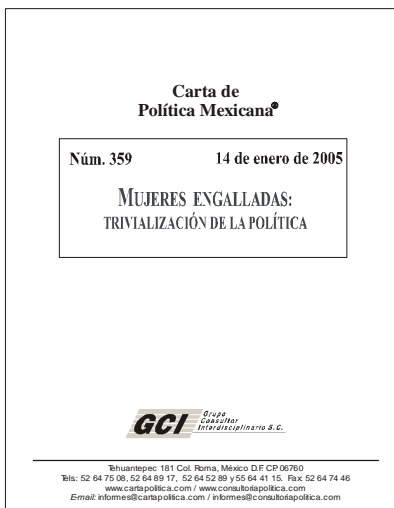 Carta de
Política Mexicana®
Núm. 359 14 de enero de 2005
MUJERES ENGALLADAS:
TRIVIALIZACIÓN DE LA POLÍTICA
GCI Grupo
Consultor
Interdisciplinario S.C.
Tehuantepec 181 Col. Roma, México D.F. CP. 06760
Tels.: 52 64 75 08, 52 64 89 17, 52 64 52 89 y 55 64 41 15. Fax: 52 64 74 46
www.cartapolitica.com / www.consultoriapolitica.com
E-mail: informes@cartapolitica.com / informes@consultoriapolitica.com